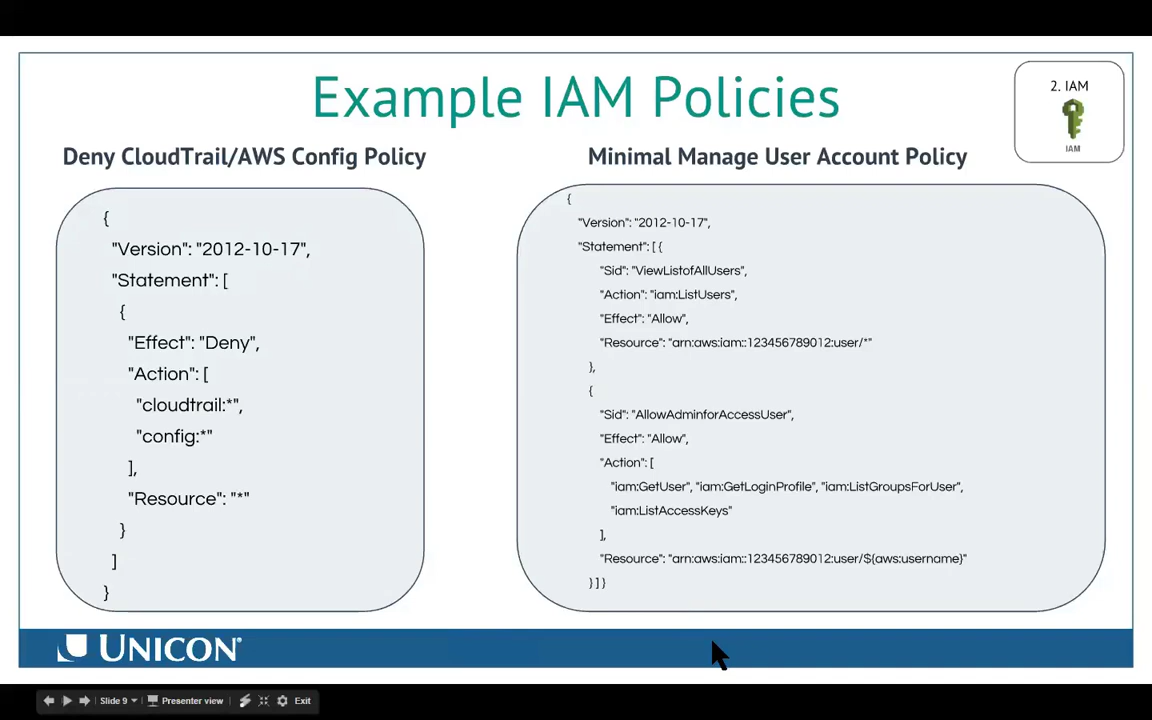 Example IAM Policies
2. IAM
IAM
Deny CloudTrail/AWS Config Policy
{
"Version": "2012-10-17",
"Statement": [
{
"Effect": "Deny",
"Action": [
"cloudtrail:*",
"config:*"
],
"Resource": "*"
}
]
}
Minimal Manage User Account Policy
{
"Version": "2012-10-17",
"Statement": [ {
"Sid": "ViewListofAllUsers",
"Action": "iam:ListUsers",
"Effect": "Allow",
"Resource": "arn:aws:iam::123456789012:user/*"
},
{
"Sid": "AllowAdminforAccessUser",
"Effect": "Allow",
"Action": [
"iam:GetUser", "iam:GetLoginProfile", "iam:ListGroupsForUser",
"iam:ListAccessKeys"
],
"Resource": "arn:aws:iam::123456789012:user/${aws:username}"
} ] }
UNICON®
Slide 9 Presenter view Exit